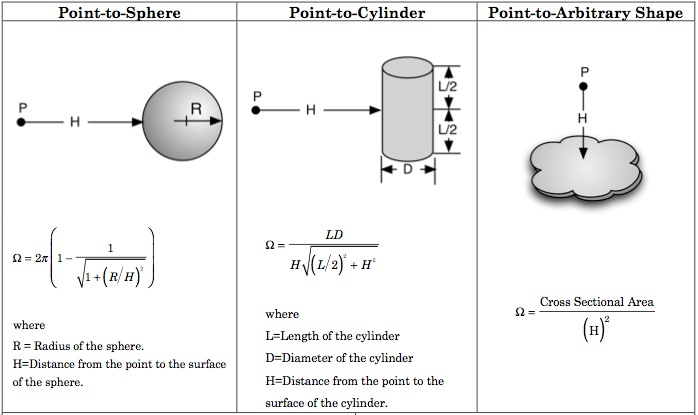 Point-to-Sphere
P
H
R
Ω = 2π(1 − 1/√(1+(R/H)²))
where
R = Radius of the sphere.
H=Distance from the point to the surface
of the sphere.
Point-to-Cylinder
P
H
L/2
L/2
D
Ω = LD/(H√((L/2)² + H²))
where
L=Length of the cylinder
D=Diameter of the cylinder
H=Distance from the point to the
surface of the cylinder.
Point-to-Arbitrary Shape
P
H
Ω = Cross Sectional Area/(H)²